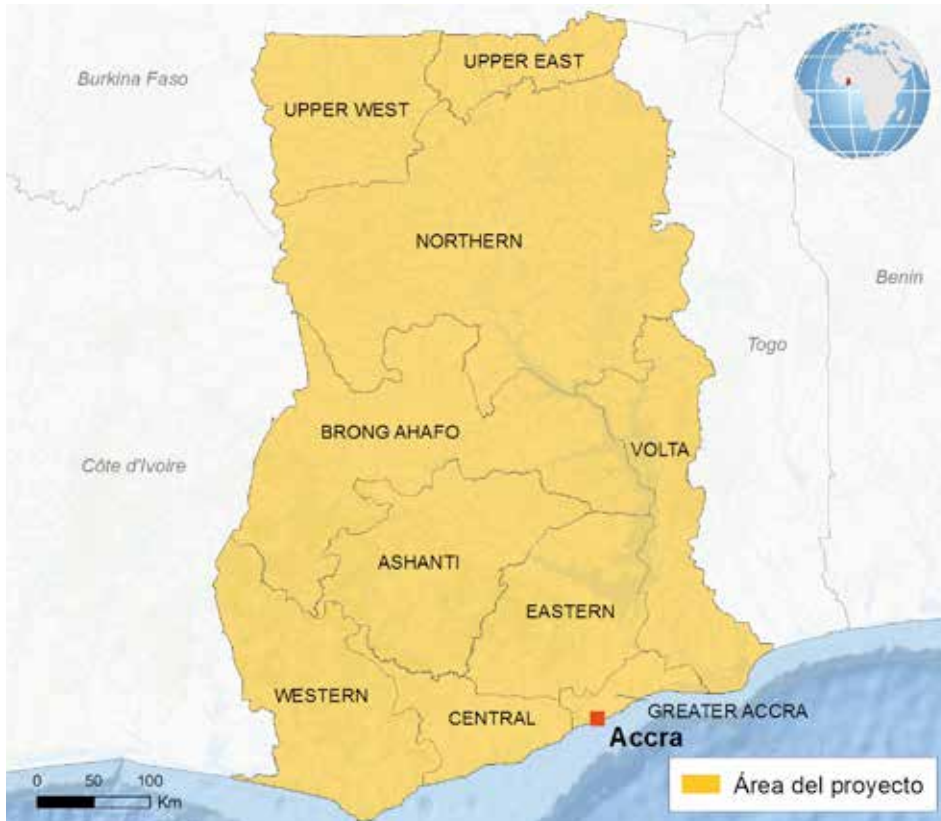 UPPER EAST
Burkina Faso
UPPER WEST
NORTHERN
Benin
Togo
BRONG AHAFO
VOLTA
Côte d'Ivoire
ASHANTI
EASTERN
WESTERN
CENTRAL
GREATER ACCRA
Accra
0 50 100
Km
Área del proyecto